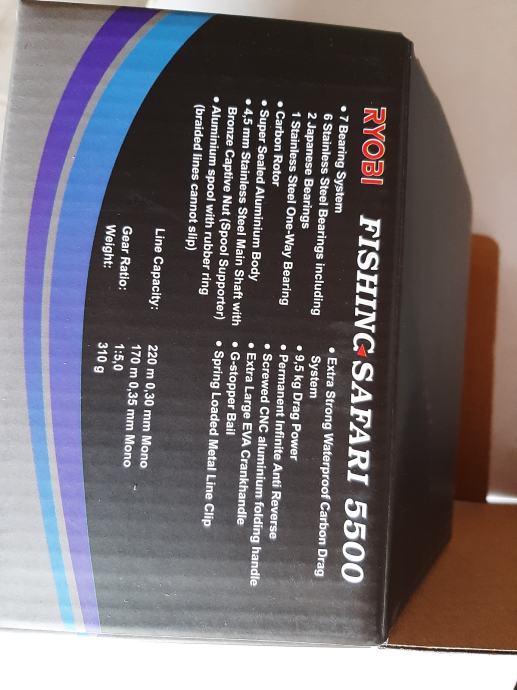 RYOBI FISHING SAFARI 5500
• 7 Bearing System
6 Stainless Steel Bearings including
2 Japanese Bearings
1 Stainless Steel One-Way Bearing
• Carbon Rotor
• Super Sealed Aluminium Body
• 4,5 mm Stainless Steel Main Shaft with
Bronze Captive Nut (Spool Supporter)
• Aluminium spool with rubber ring
(braided lines cannot slip)
• Extra Strong Waterproof Carbon Drag
System
• 9,5 kg Drag Power
• Permanent Infinite Anti Reverse
• Screwed CNC aluminium folding handle
• Extra Large EVA Crankhandle
• G-stopper Bail
• Spring Loaded Metal Line Clip
Line Capacity: 220 m 0,30 mm Mono
170 m 0,35 mm Mono
Gear Ratio: 1:5,0
Weight: 310 g